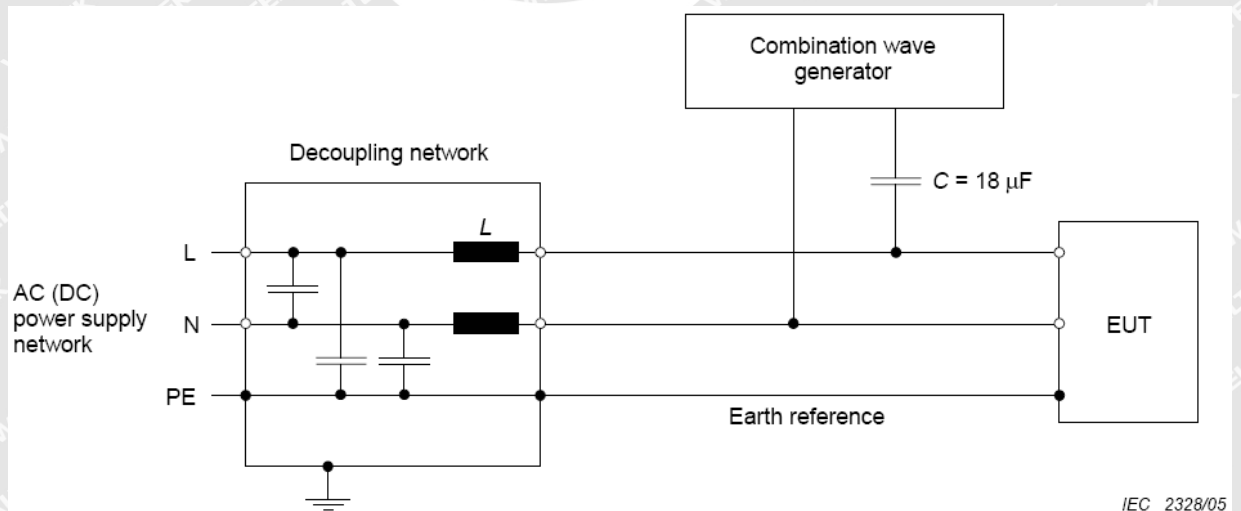 Combination wave
generator
Decoupling network
C = 18 μF
L
L
AC (DC)
power supply
network
N
EUT
PE
Earth reference
IEC 2328/05